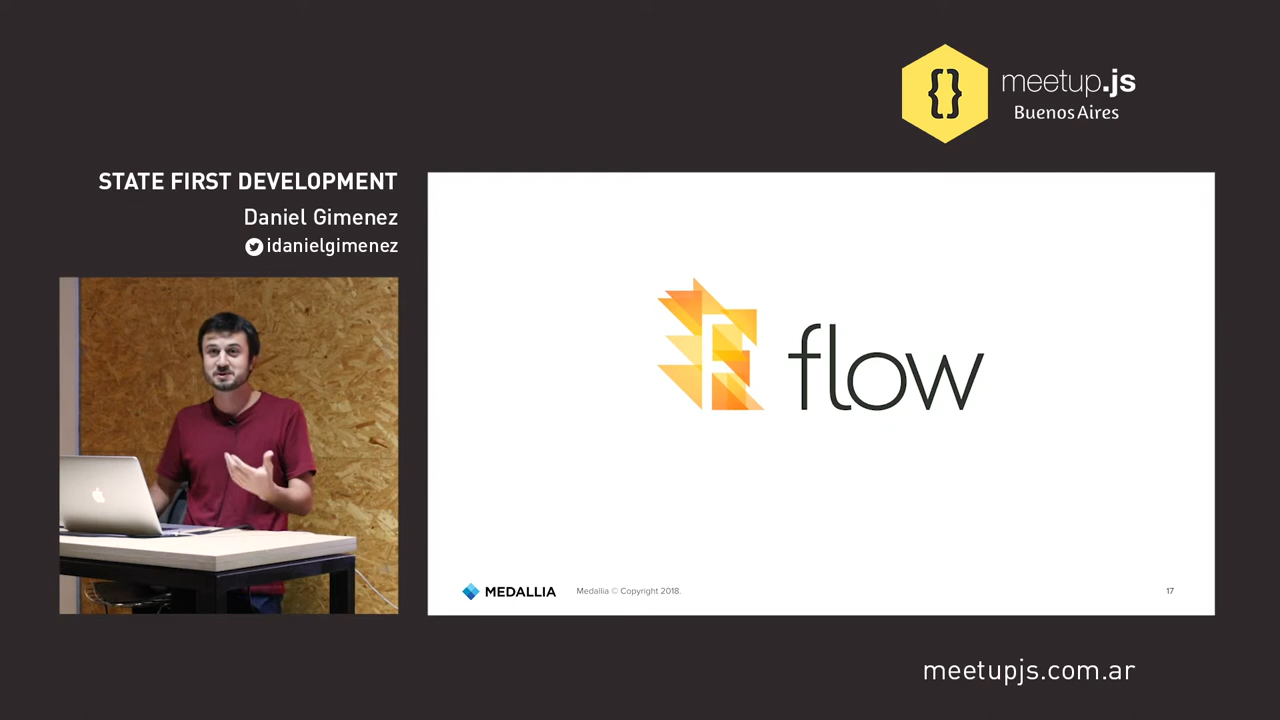 {}
meetup.js
Buenos Aires
STATE FIRST DEVELOPMENT
Daniel Gimenez
idanielgimenez
flow
MEDALLIA
Medallia © Copyright 2018.
17
meetupjs.com.ar